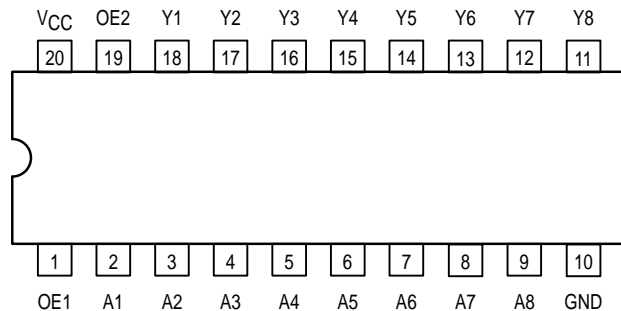 VCC OE2 Y1 Y2 Y3 Y4 Y5 Y6 Y7 Y8
20 19 18 17 16 15 14 13 12 11
1 2 3 4 5 6 7 8 9 10
OE1 A1 A2 A3 A4 A5 A6 A7 A8 GND